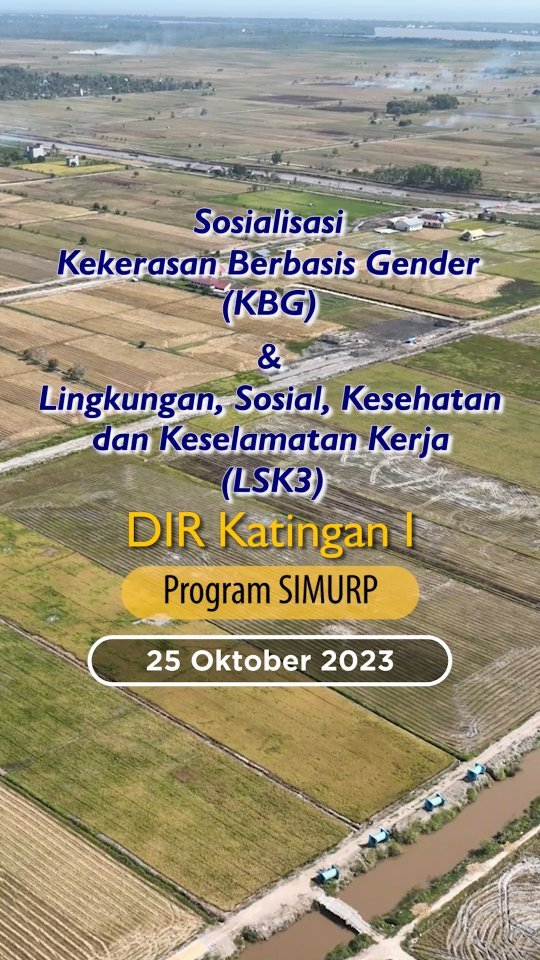 Sosialisasi
Kekerasan Berbasis Gender
(KBG)
&
Lingkungan, Sosial, Kesehatan
dan Keselamatan Kerja
(LSK3)
DIR Katingan I
Program SIMURP
25 Oktober 2023